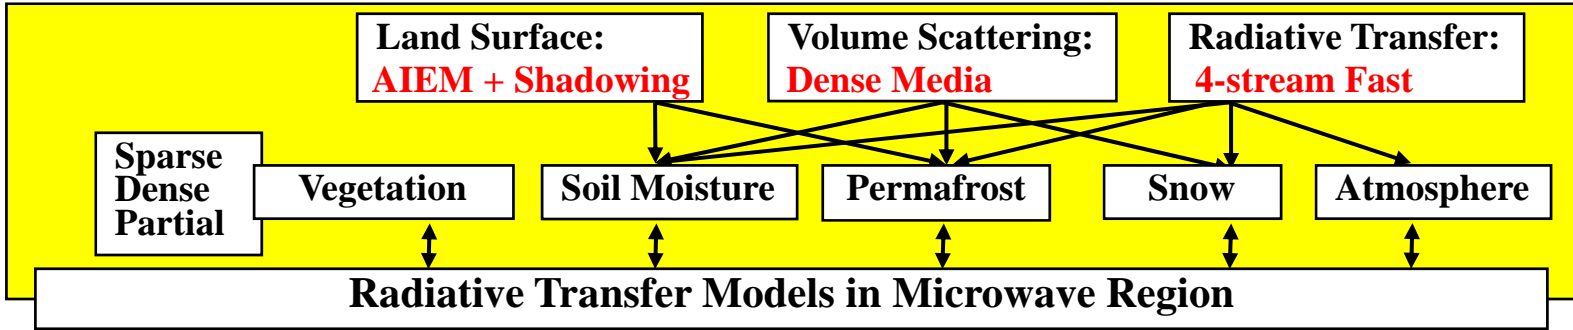 Land Surface:
AIEM + Shadowing
Volume Scattering:
Dense Media
Radiative Transfer:
4-stream Fast
Sparse
Dense
Partial
Vegetation
Soil Moisture
Permafrost
Snow
Atmosphere
Radiative Transfer Models in Microwave Region